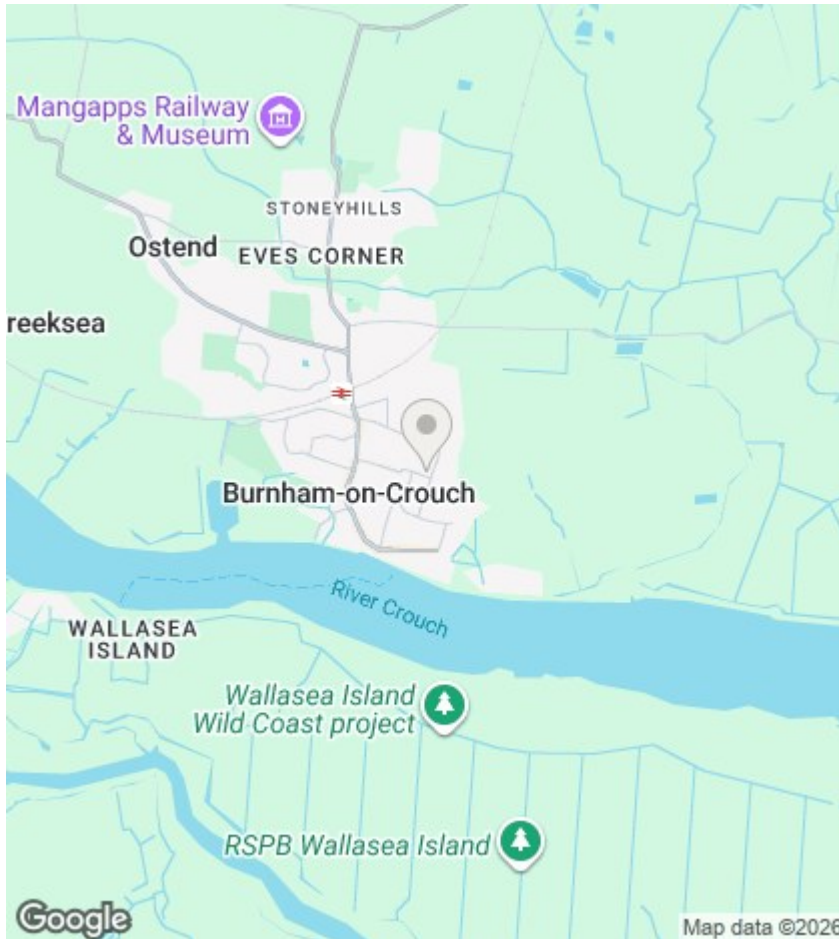 Mangapps Railway
& Museum
STONEYHILLS
Ostend
EVES CORNER
reeksea
Burnham-on-Crouch
River Crouch
WALLASEA
ISLAND
Wallasea Island
Wild Coast project
RSPB Wallasea Island
Google
Map data ©2026